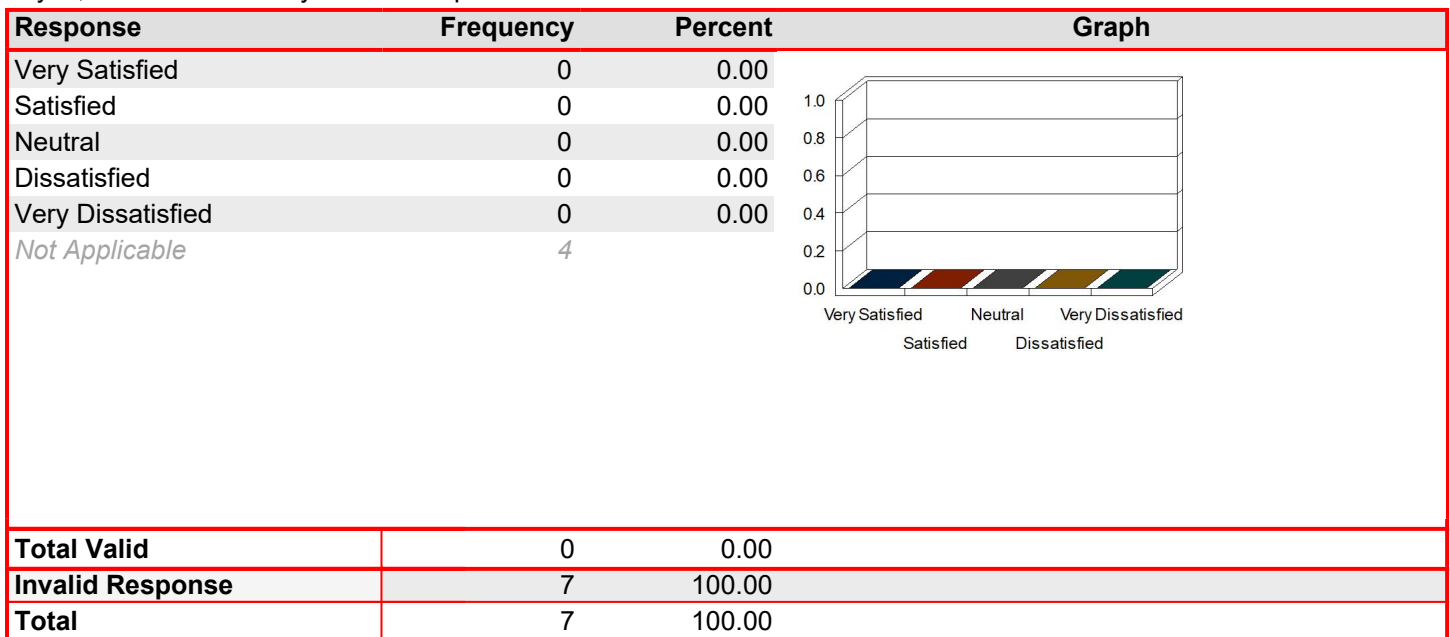 Response Frequency Percent Graph
Very Satisfied 0 0.00
Satisfied 0 0.00
Neutral 0 0.00
Dissatisfied 0 0.00
Very Dissatisfied 0 0.00
Not Applicable 4
1.0
0.8
0.6
0.4
0.2
0.0
Very Satisfied Neutral Very Dissatisfied
Satisfied Dissatisfied
Total Valid 0 0.00
Invalid Response 7 100.00
Total 7 100.00